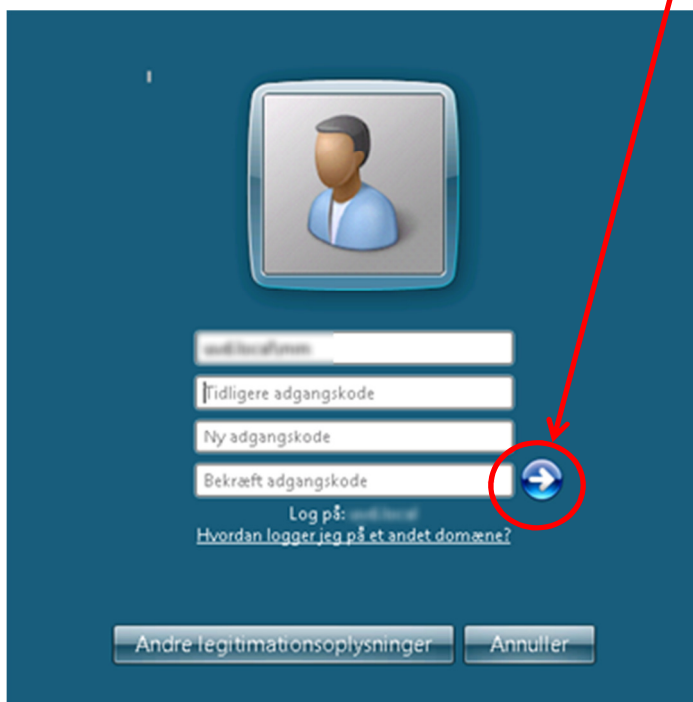 Tidligere adgangskode
Ny adgangskode
Bekræft adgangskode
Log på:
Hvordan logger jeg på et andet domæne?
Andre legitimationsoplysninger
Annuller